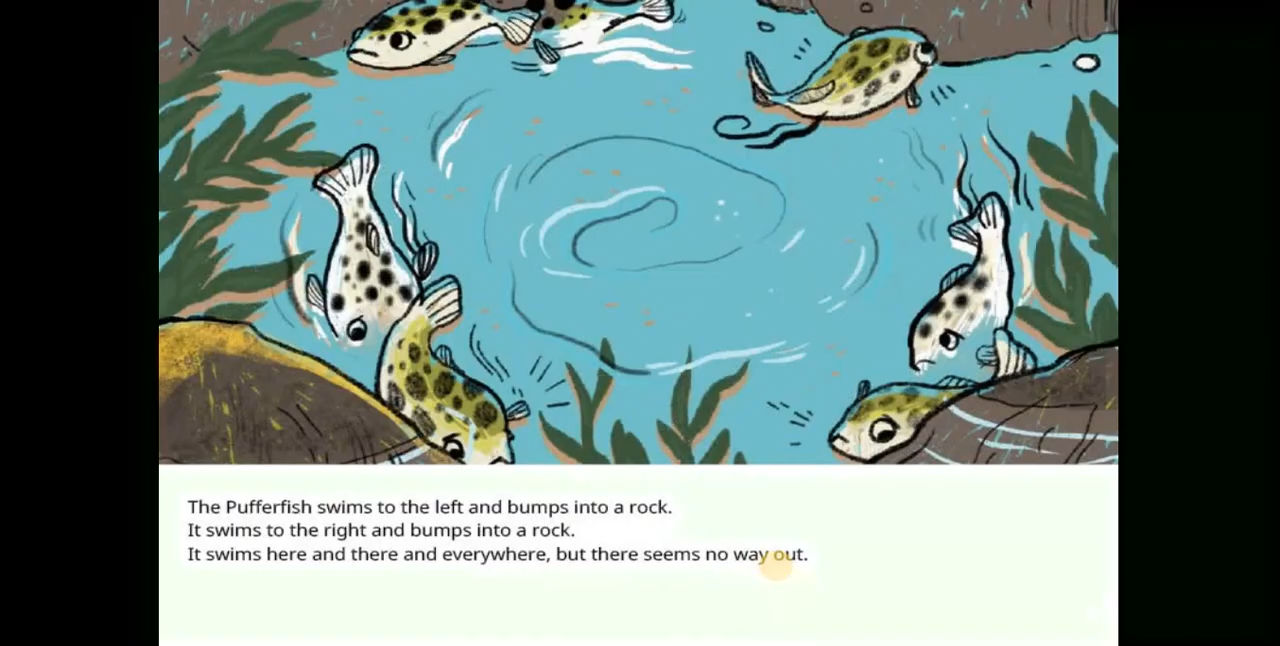 The Pufferfish swims to the left and bumps into a rock.
It swims to the right and bumps into a rock.
It swims here and there and everywhere, but there seems no way out.